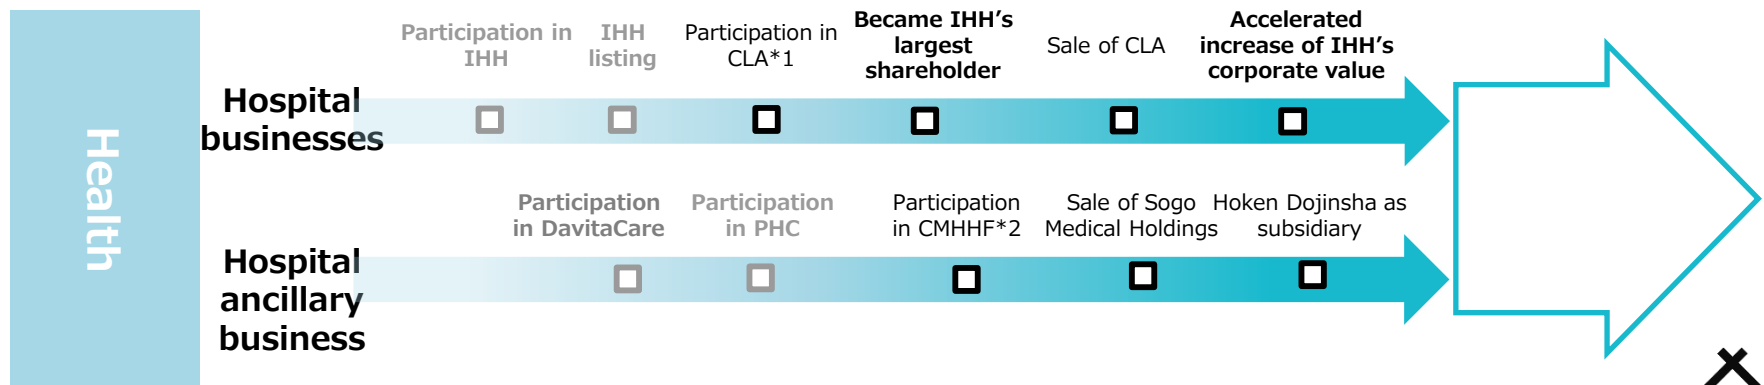 Health
Hospital
businesses
Participation in
IHH
IHH
listing
Participation in
CLA*1
Became IHH’s
largest
shareholder
Sale of CLA
Accelerated
increase of IHH’s
corporate value
Hospital
ancillary
business
Participation
in DavitaCare
Participation
in PHC
Participation
in CMHHF*2
Sale of Sogo
Medical Holdings
Hoken Dojinsha as
subsidiary